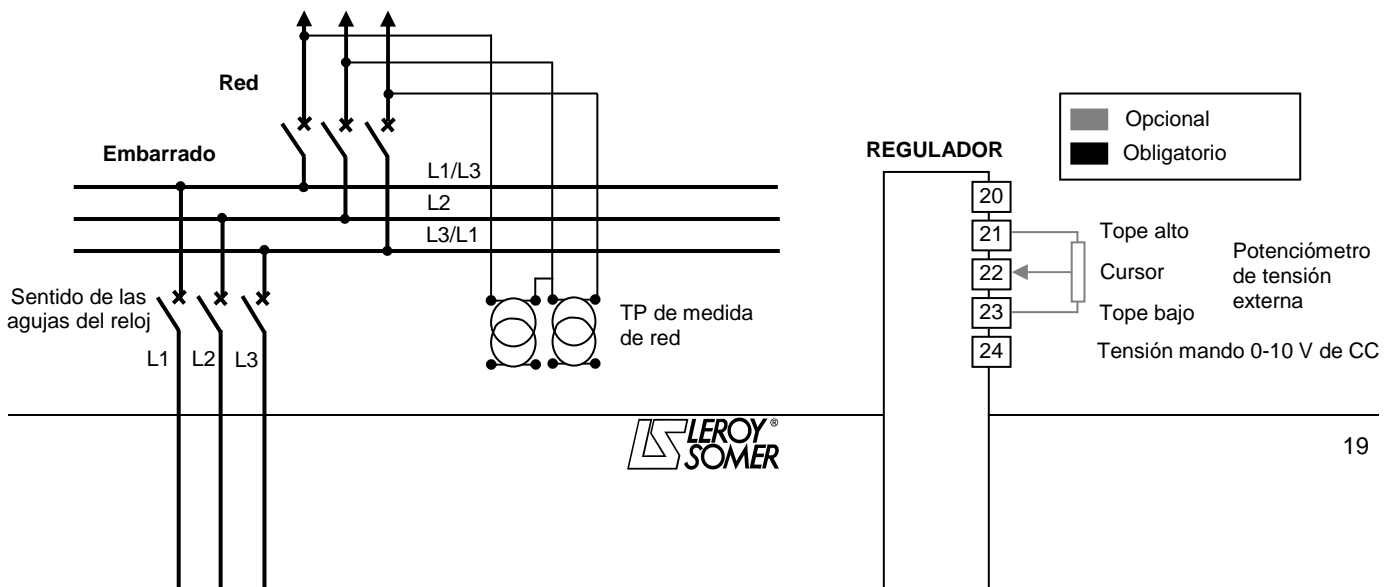 Red
Embarrado
L1/L3
L2
L3/L1
Sentido de las
agujas del reloj
L1 L2 L3
TP de medida
de red
REGULADOR
Opcional
Obligatorio
20
21 Tope alto
22 Cursor
23 Tope bajo
24 Tensión mando 0-10 V de CC
Potenciómetro
de tensión
externa
LEROY®
SOMER
19